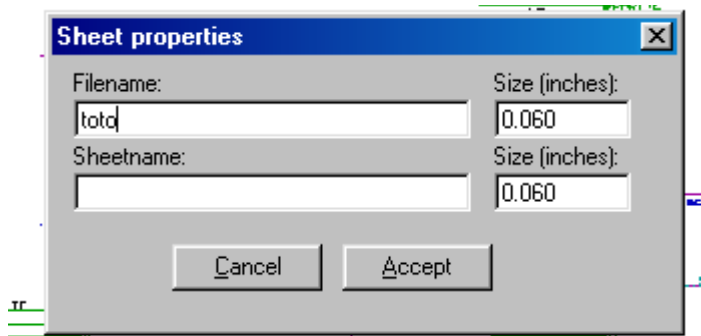 Sheet properties
Filename: Size (inches):
toto 0.060
Sheetname: Size (inches):
0.060
Cancel Accept